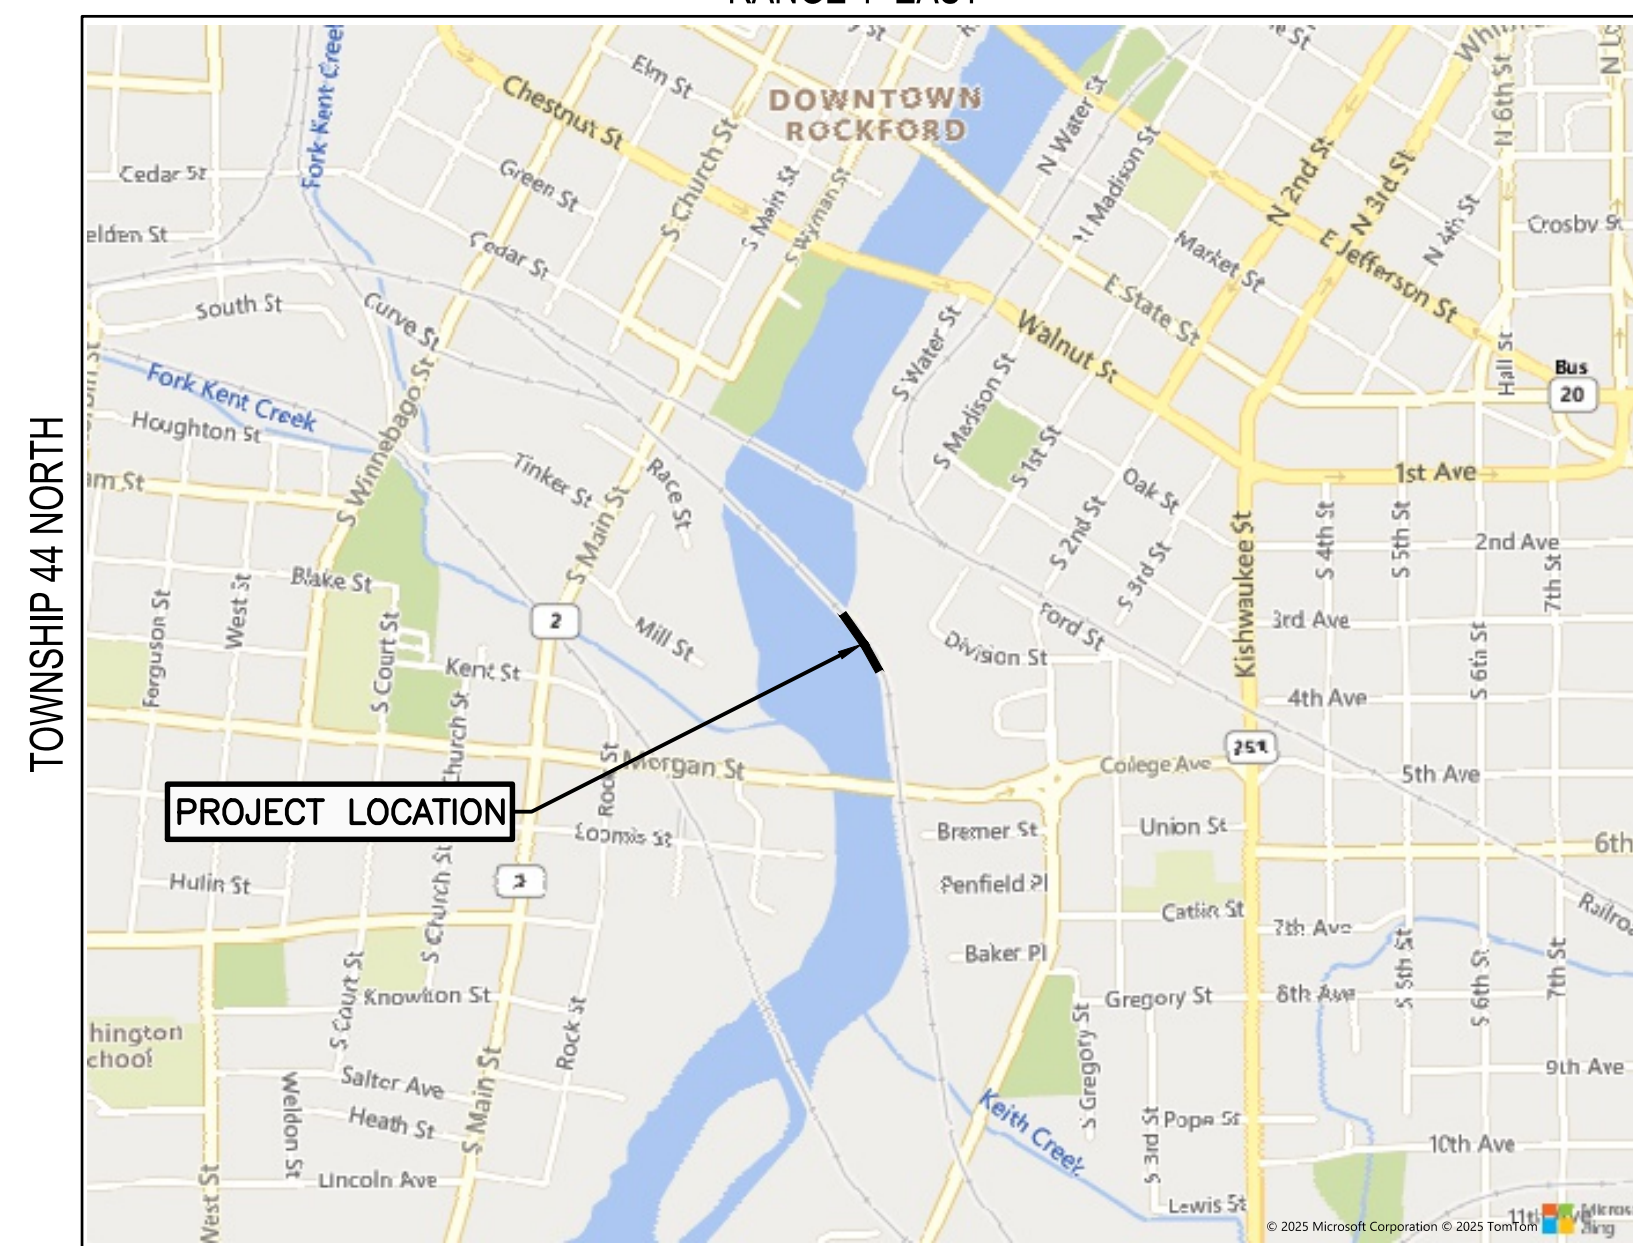 TOWNSHIP 44 NORTH
Fork Kent Creek
Elm St
Chestnut St
DOWNTOWN
ROCKFORD
S Church St
S Main St
S Wyman St
N Water St
N Madison St
N 2nd St
N 3rd St
N 4th St
N 6th St
Cedar St
Green St
Cedar St
Crosby St
Market St
E Jefferson St
E State St
South St
Curve St
S Water St
Walnut St
Hall St
Bus
20
Fork Kent Creek
Houghton St
S Winnebago St
S Madison St
S 1st St
Tinker St
Race St
Oak St
1st Ave
S Main St
S 2nd St
S 3rd St
Kishwaukee St
S 4th St
S 5th St
2nd Ave
7th St
Blake St
West St
Ferguson St
S Court St
2
Mill St
Ford St
3rd Ave
Division St
S 6th St
Kent St
4th Ave
S Church St
Rock St
Morgan St
College Ave
251
5th Ave
PROJECT LOCATION
Loomis St
Bremer St
Union St
6th
Hulin St
2
S Church St
Penfield Pl
Catlin St
7th Ave
Railro
Baker Pl
S Court St
Knowlton St
Rock St
Gregory St
8th Ave
S 5th St
S 6th St
7th St
hington
chool
Salter Ave
Weldon St
Heath St
S Main St
S Gregory St
9th Ave
Keith Creek
S 3rd St
Pope St
10th Ave
Lincoln Ave
West St
Lewis St
11th
© 2025 Microsoft Corporation © 2025 TomTom